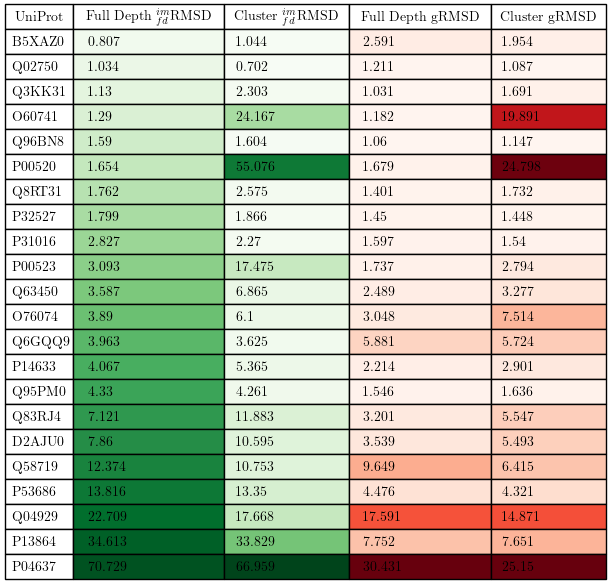 UniProt Full Depth im fd RMSD Cluster im fd RMSD Full Depth gRMSD Cluster gRMSD
B5XAZ0 0.807 1.044 2.591 1.954
Q02750 1.034 0.702 1.211 1.087
Q3KK31 1.13 2.303 1.031 1.691
O60741 1.29 24.167 1.182 19.891
Q96BN8 1.59 1.604 1.06 1.147
P00520 1.654 55.076 1.679 24.798
Q8RT31 1.762 2.575 1.401 1.732
P32527 1.799 1.866 1.45 1.448
P31016 2.827 2.27 1.597 1.54
P00523 3.093 17.475 1.737 2.794
Q63450 3.587 6.865 2.489 3.277
O76074 3.89 6.1 3.048 7.514
Q6GQQ9 3.963 3.625 5.881 5.724
P14633 4.067 5.365 2.214 2.901
Q95PM0 4.33 4.261 1.546 1.636
Q83RJ4 7.121 11.883 3.201 5.547
D2AJU0 7.86 10.595 3.539 5.493
Q58719 12.374 10.753 9.649 6.415
P53686 13.816 13.35 4.476 4.321
Q04929 22.709 17.668 17.591 14.871
P13864 34.613 33.829 7.752 7.651
P04637 70.729 66.959 30.431 25.15